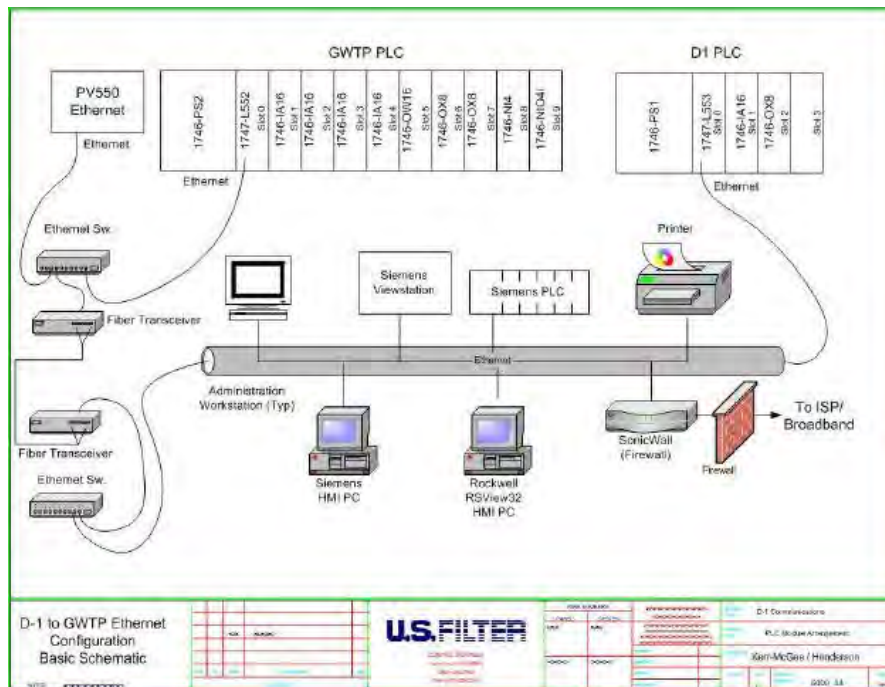 GWTP PLC
D1 PLC
PV550
Ethernet
1746-PS2
1747-L552
Slot 0
1746-IA16
Slot 1
1746-IA16
Slot 2
1746-IA16
Slot 3
1746-IA16
Slot 4
1746-OW16
Slot 5
1746-OX8
Slot 6
1746-OX8
Slot 7
1746-NI4
Slot 8
1746-NIO4I
Slot 9
1746-PS1
1747-L553
Slot 0
1746-IA16
Slot 1
1746-OX8
Slot 2
Slot 3
Ethernet
Ethernet
Ethernet
Ethernet Sw.
Printer
Siemens
Viewstation
Siemens PLC
Fiber Transceiver
Ethernet
Administration
Workstation (Typ)
To ISP/
Broadband
SonicWall
(Firewall)
Firewall
Fiber Transceiver
Siemens
HMI PC
Rockwell
RSView32
HMI PC
Ethernet Sw.
D-1 to GWTP Ethernet
Configuration
Basic Schematic
U.S. FILTER
D-1 Communications
PLC Module Arrangement
Kerr-McGee / Henderson